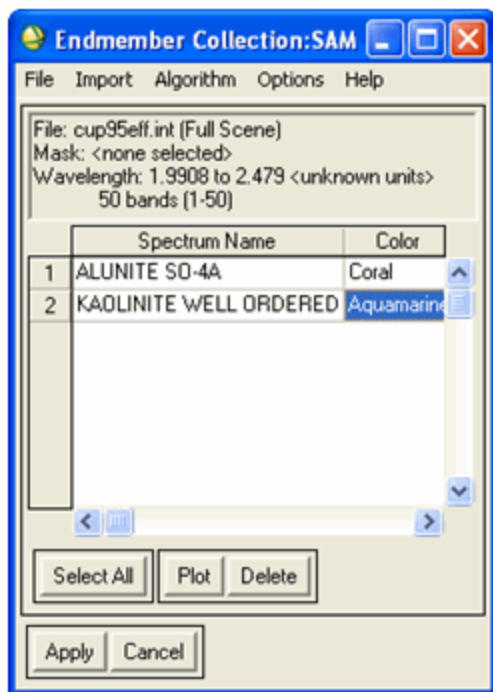 Endmember Collection:SAM
File Import Algorithm Options Help
File: cup95eff.int (Full Scene)
Mask: <none selected>
Wavelength: 1.9908 to 2.479 <unknown units>
50 bands (1-50)
Spectrum Name Color
1 ALUNITE SO-4A Coral
2 KAOLINITE WELL ORDERED Aquamarine
Select All Plot Delete
Apply Cancel